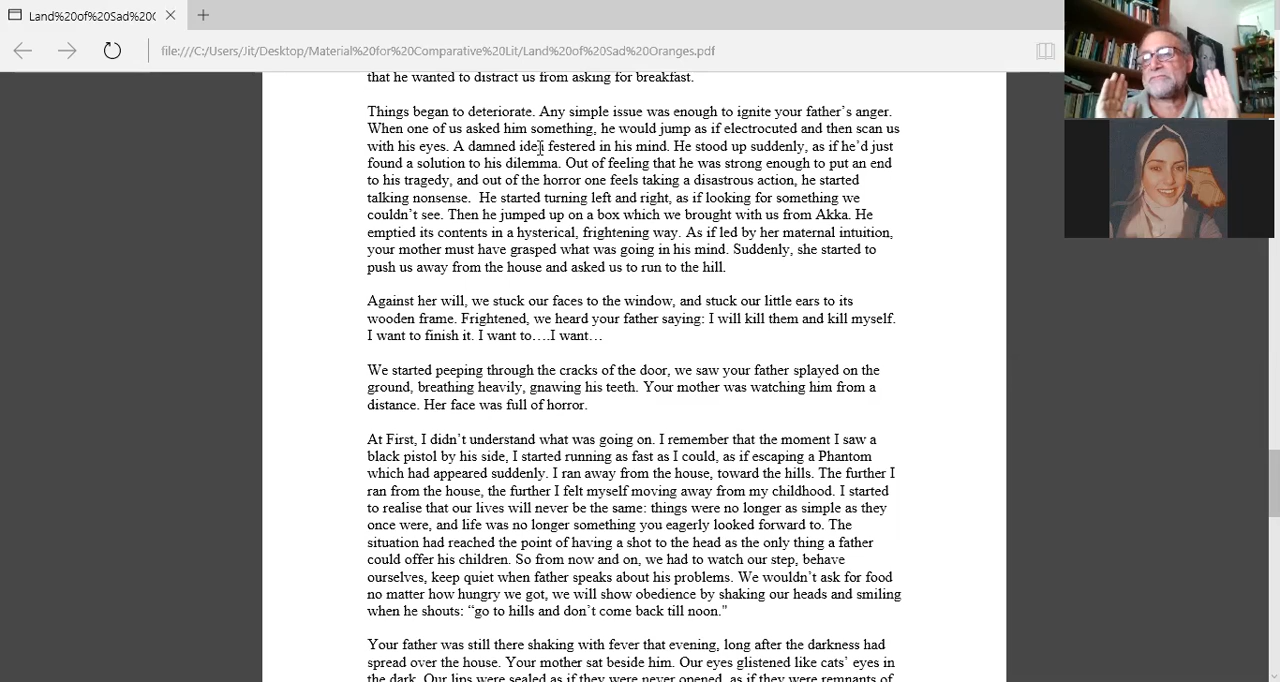 Land%20of%20Sad%20(
file:///C:/Users/Jit/Desktop/Material%20for%20Comparative%20Lit/Land%20of%20Sad%20Oranges.pdf
that he wanted to distract us from asking for breakfast.
Things began to deteriorate. Any simple issue was enough to ignite your father's anger.
When one of us asked him something, he would jump as if electrocuted and then scan us
with his eyes. A damned idea festered in his mind. He stood up suddenly, as if he'd just
found a solution to his dilemma. Out of feeling that he was strong enough to put an end
to his tragedy, and out of the horror one feels taking a disastrous action, he started
talking nonsense.  He started turning left and right, as if looking for something we
couldn't see. Then he jumped up on a box which we brought with us from Akka. He
emptied its contents in a hysterical, frightening way. As if led by her maternal intuition,
your mother must have grasped what was going in his mind. Suddenly, she started to
push us away from the house and asked us to run to the hill.
Against her will, we stuck our faces to the window, and stuck our little ears to its
wooden frame. Frightened, we heard your father saying: I will kill them and kill myself.
I want to finish it. I want to….I want…
We started peeping through the cracks of the door, we saw your father splayed on the
ground, breathing heavily, gnawing his teeth. Your mother was watching him from a
distance. Her face was full of horror.
At First, I didn't understand what was going on. I remember that the moment I saw a
black pistol by his side, I started running as fast as I could, as if escaping a Phantom
which had appeared suddenly. I ran away from the house, toward the hills. The further I
ran from the house, the further I felt myself moving away from my childhood. I started
to realise that our lives will never be the same: things were no longer as simple as they
once were, and life was no longer something you eagerly looked forward to. The
situation had reached the point of having a shot to the head as the only thing a father
could offer his children. So from now and on, we had to watch our step, behave
ourselves, keep quiet when father speaks about his problems. We wouldn't ask for food
no matter how hungry we got, we will show obedience by shaking our heads and smiling
when he shouts: “go to hills and don't come back till noon."
Your father was still there shaking with fever that evening, long after the darkness had
spread over the house. Your mother sat beside him. Our eyes glistened like cats' eyes in
the dark. Our lips were sealed as if they were never opened, as if they were remnants of